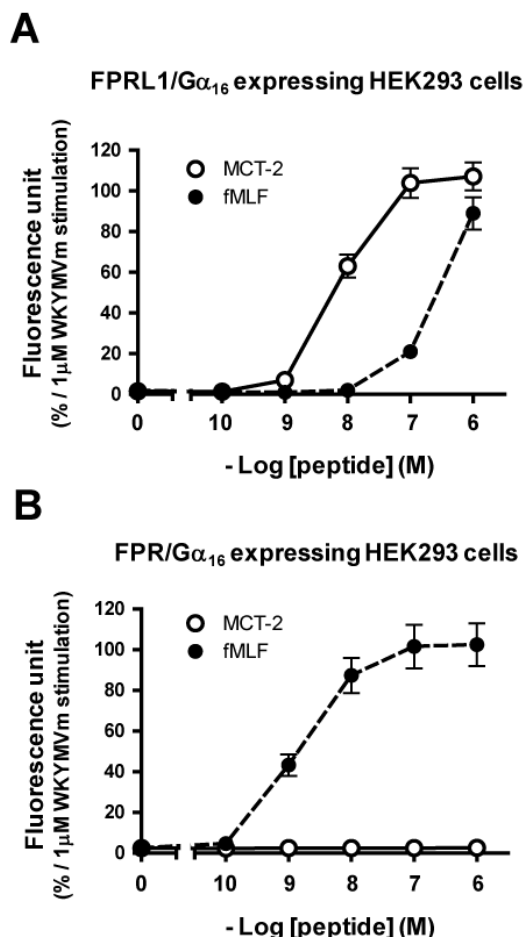 A
FPRL1/Gα16 expressing HEK293 cells
MCT-2
fMLF
Fluorescence unit
(% / 1μM WKYMVm stimulation)
120
100
80
60
40
20
0
0 10 9 8 7 6
- Log [peptide] (M)
B
FPR/Gα16 expressing HEK293 cells
MCT-2
fMLF
Fluorescence unit
(% / 1μM WKYMVm stimulation)
120
100
80
60
40
20
0
0 10 9 8 7 6
- Log [peptide] (M)